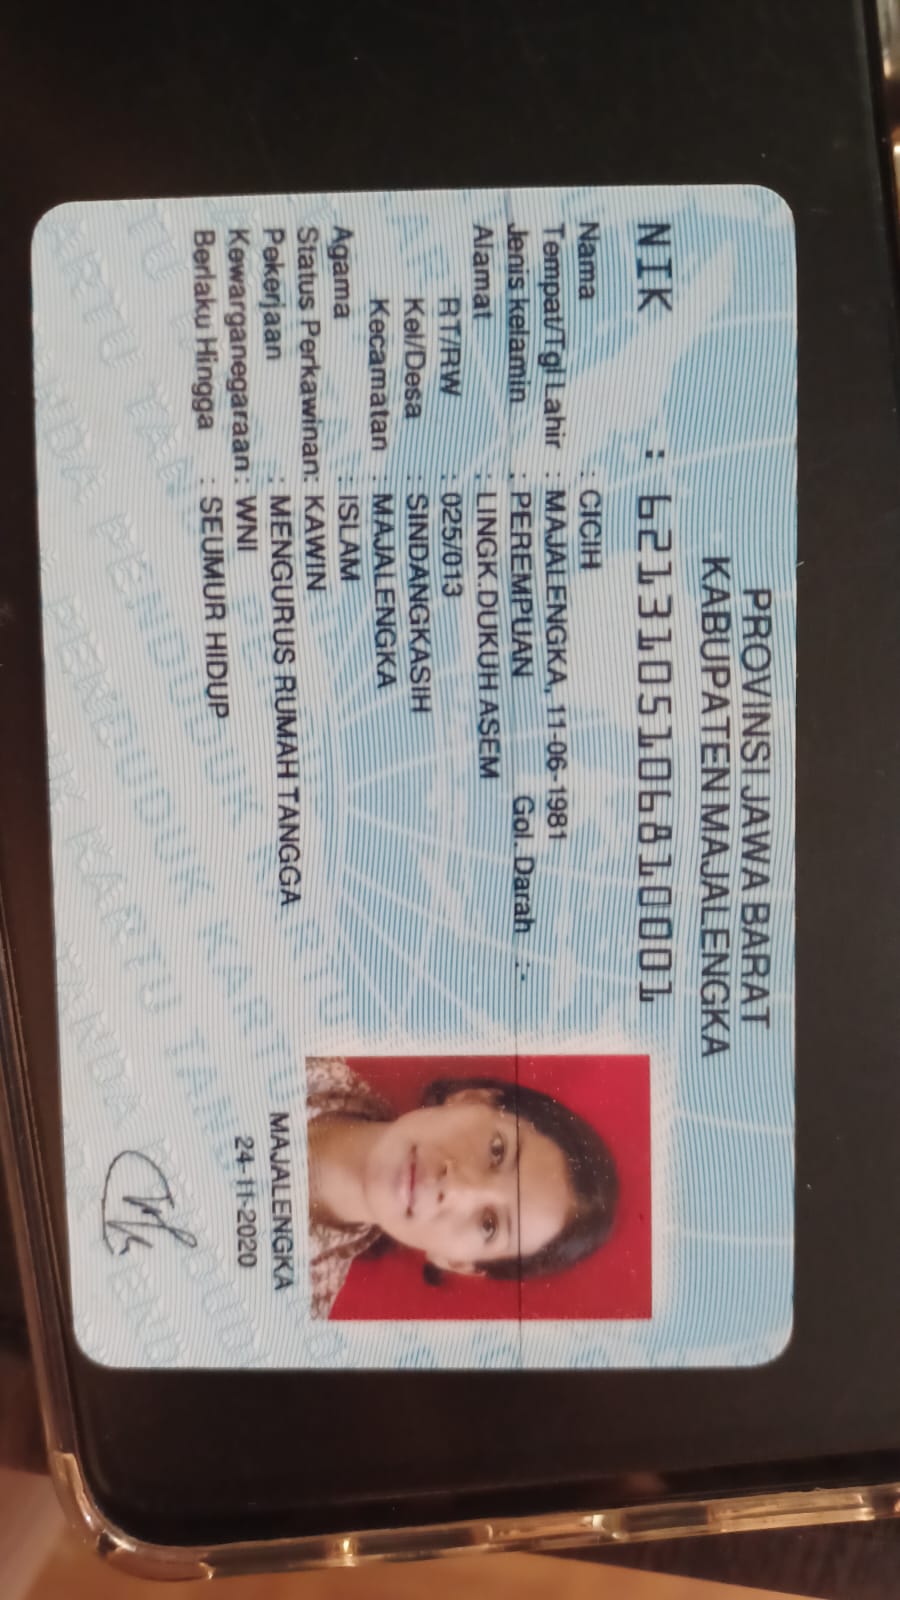 PROVINSI JAWA BARAT
KABUPATEN MAJALENGKA
NIK : 6213105106810001
Nama : CICIH
Tempat/Tgl Lahir : MAJALENGKA, 11-06-1981
Jenis kelamin : PEREMPUAN Gol. Darah :-
Alamat : LINGK.DUKUH ASEM
RT/RW : 025/013
Kel/Desa : SINDANGKASIH
Kecamatan : MAJALENGKA
Agama : ISLAM
Status Perkawinan: KAWIN
Pekerjaan : MENGURUS RUMAH TANGGA
Kewarganegaraan : WNI
Berlaku Hingga : SEUMUR HIDUP
MAJALENGKA
24-11-2020